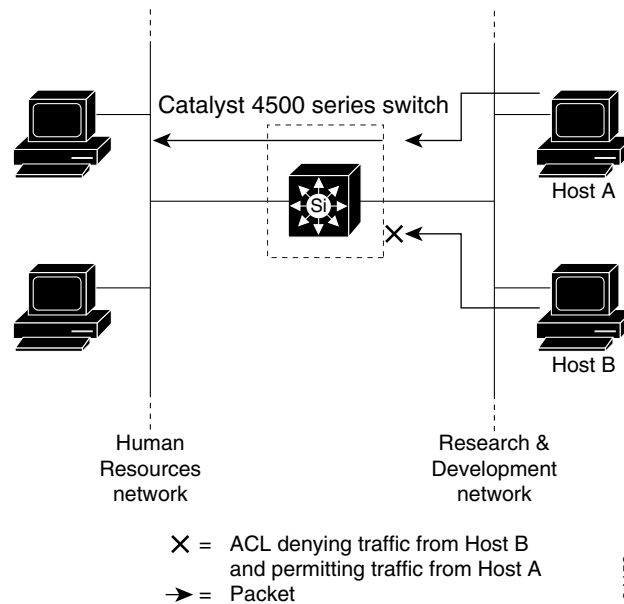 Catalyst 4500 series switch
Si
Host A
Host B
Human
Resources
network
Research &
Development
network
X = ACL denying traffic from Host B
and permitting traffic from Host A
= Packet